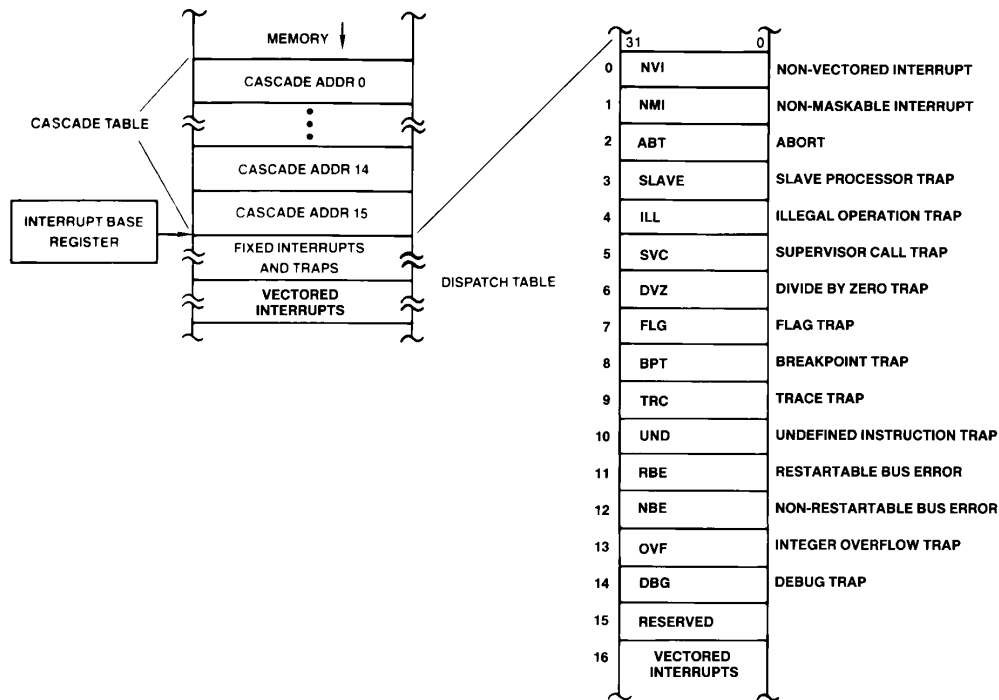 MEMORY
CASCADE ADDR 0
CASCADE TABLE
CASCADE ADDR 14
CASCADE ADDR 15
INTERRUPT BASE
REGISTER
FIXED INTERRUPTS
AND TRAPS
VECTORED
INTERRUPTS
DISPATCH TABLE
31 0
0 NVI NON-VECTORED INTERRUPT
1 NMI NON-MASKABLE INTERRUPT
2 ABT ABORT
3 SLAVE SLAVE PROCESSOR TRAP
4 ILL ILLEGAL OPERATION TRAP
5 SVC SUPERVISOR CALL TRAP
6 DVZ DIVIDE BY ZERO TRAP
7 FLG FLAG TRAP
8 BPT BREAKPOINT TRAP
9 TRC TRACE TRAP
10 UND UNDEFINED INSTRUCTION TRAP
11 RBE RESTARTABLE BUS ERROR
12 NBE NON-RESTARTABLE BUS ERROR
13 OVF INTEGER OVERFLOW TRAP
14 DBG DEBUG TRAP
15 RESERVED
16 VECTORED
INTERRUPTS